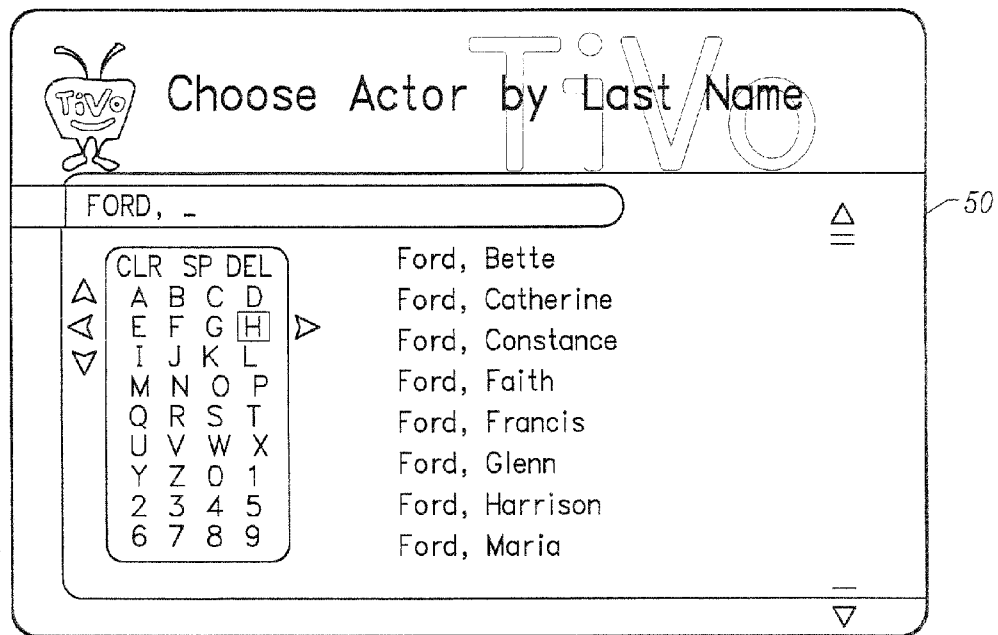 TiVo
TiVo
Choose Actor by Last Name
FORD, _
50
CLR SP DEL
A B C D
E F G H
I J K L
M N O P
Q R S T
U V W X
Y Z 0 1
2 3 4 5
6 7 8 9
Ford, Bette
Ford, Catherine
Ford, Constance
Ford, Faith
Ford, Francis
Ford, Glenn
Ford, Harrison
Ford, Maria